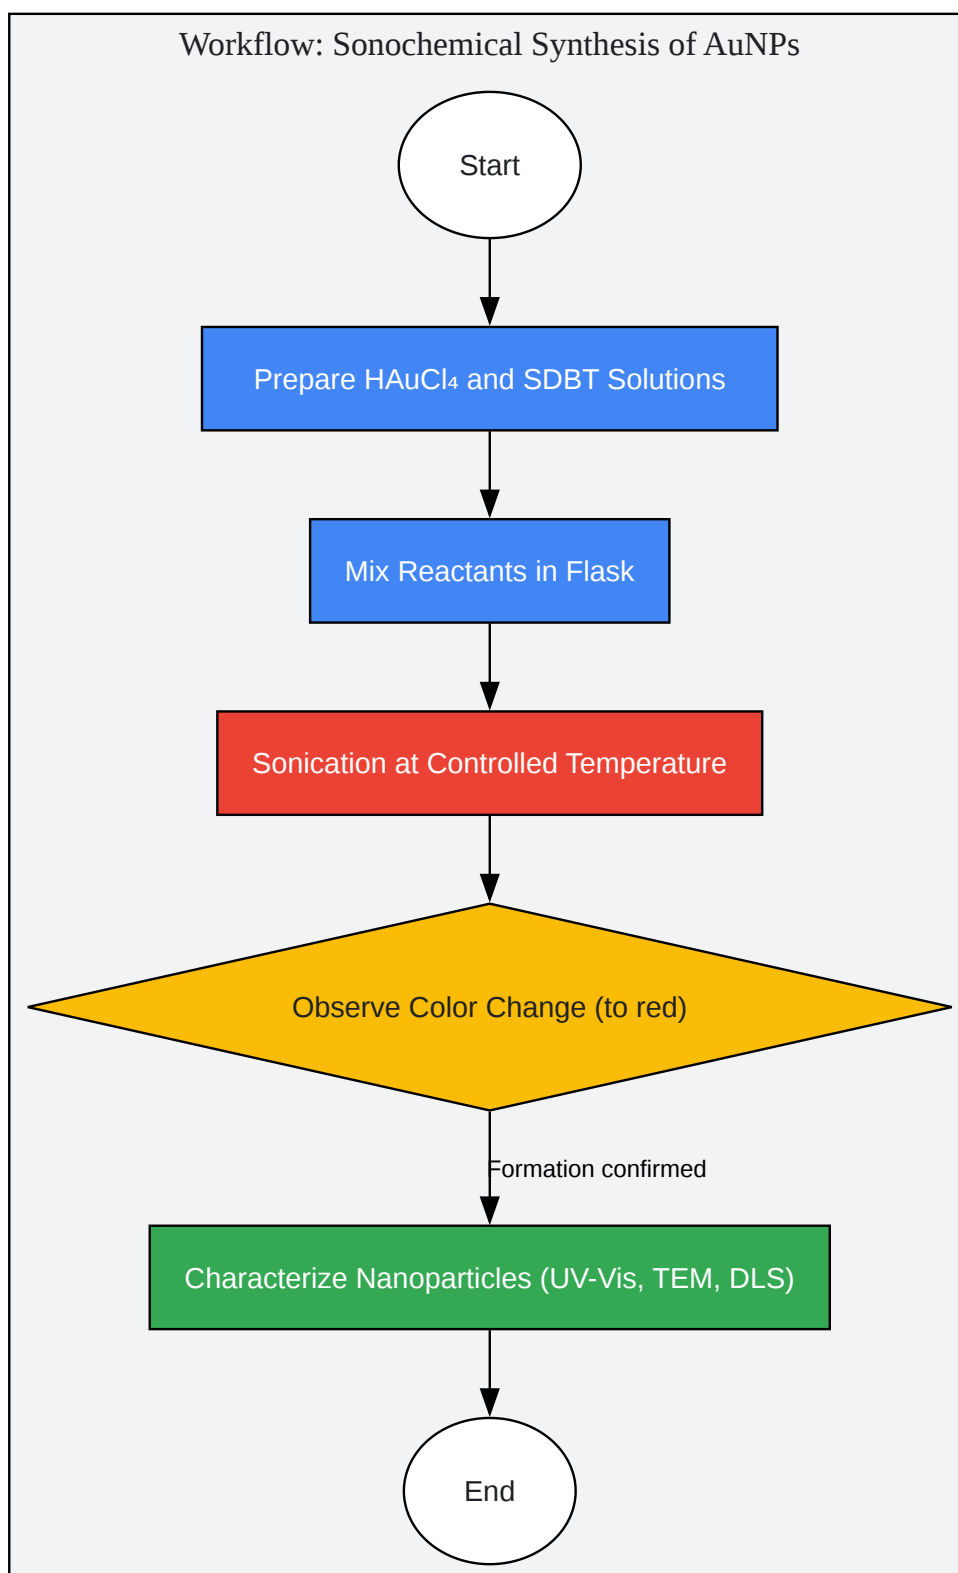 Workflow: Sonochemical Synthesis of AuNPs
Start
Prepare HAuCl₄ and SDBT Solutions
Mix Reactants in Flask
Sonication at Controlled Temperature
Observe Color Change (to red)
Formation confirmed
Characterize Nanoparticles (UV-Vis, TEM, DLS)
End